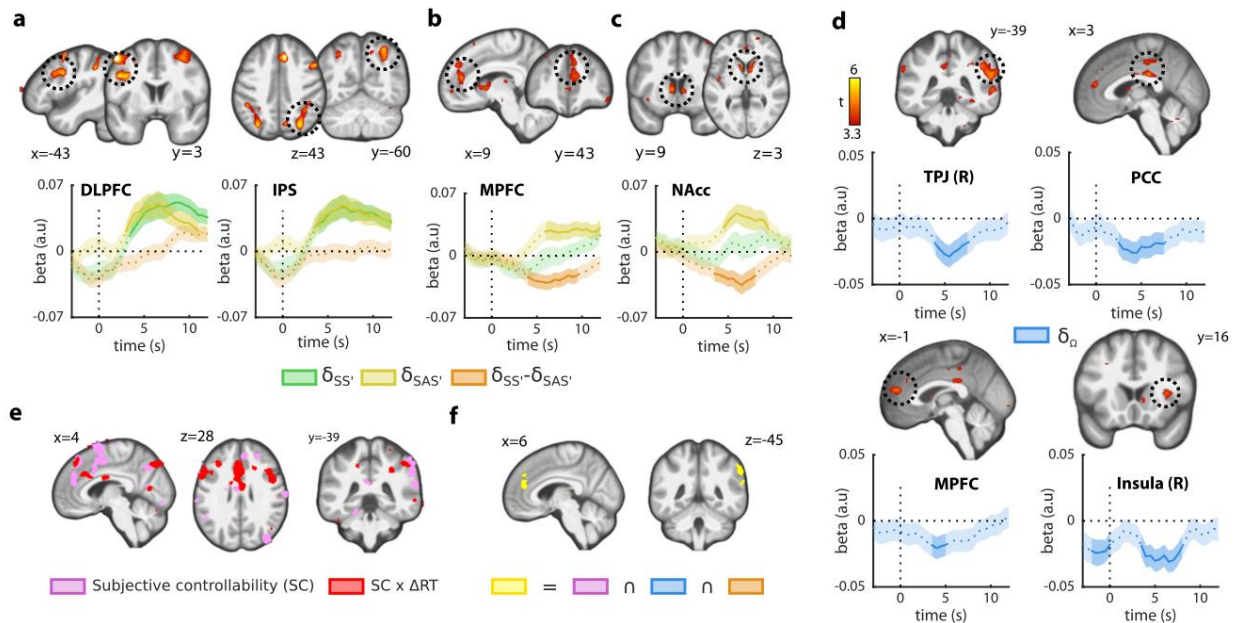 a
x=-43
y=3
z=43
y=-60
b
x=9
y=43
c
y=9
z=3
d
y=-39
x=3
6
t
3.3
DLPFC
0.07
0
-0.07
beta (a.u)
0
5
10
time (s)
IPS
0.07
0
-0.07
0
5
10
time (s)
MPFC
0.07
0
-0.07
beta (a.u)
0
5
10
time (s)
NAcc
0.07
0
-0.07
0
5
10
time (s)
δSS' δSAS' δSS'-δSAS'
TPJ (R)
0.05
0
-0.05
beta (a.u)
0
5
10
time (s)
PCC
0.05
0
-0.05
beta (a.u)
0
5
10
time (s)
x=-1
δΩ
y=16
MPFC
0.05
0
-0.05
beta (a.u)
0
5
10
time (s)
Insula (R)
0.05
0
-0.05
beta (a.u)
0
5
10
time (s)
e
x=4
z=28
y=-39
Subjective controllability (SC) SC x ΔRT
f
x=6
z=-45
= ∩ ∩